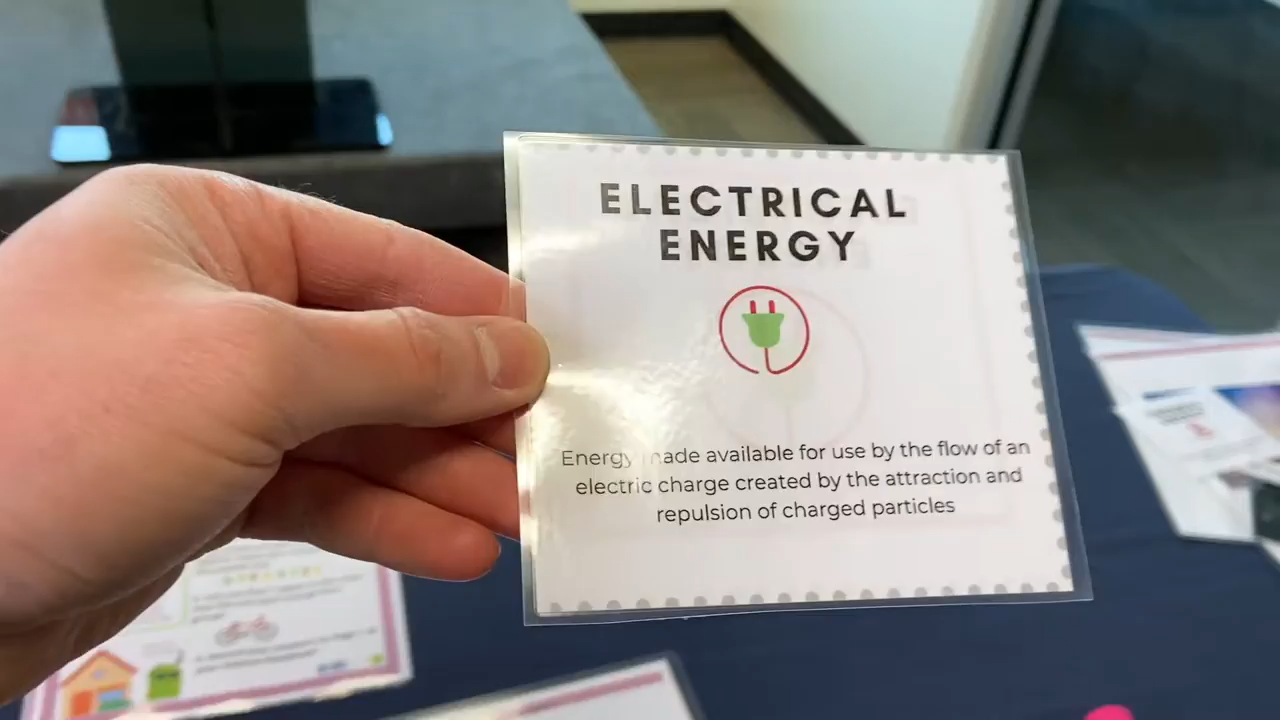 ELECTRICAL
ENERGY
Energy made available for use by the flow of an
electric charge created by the attraction and
repulsion of charged particles